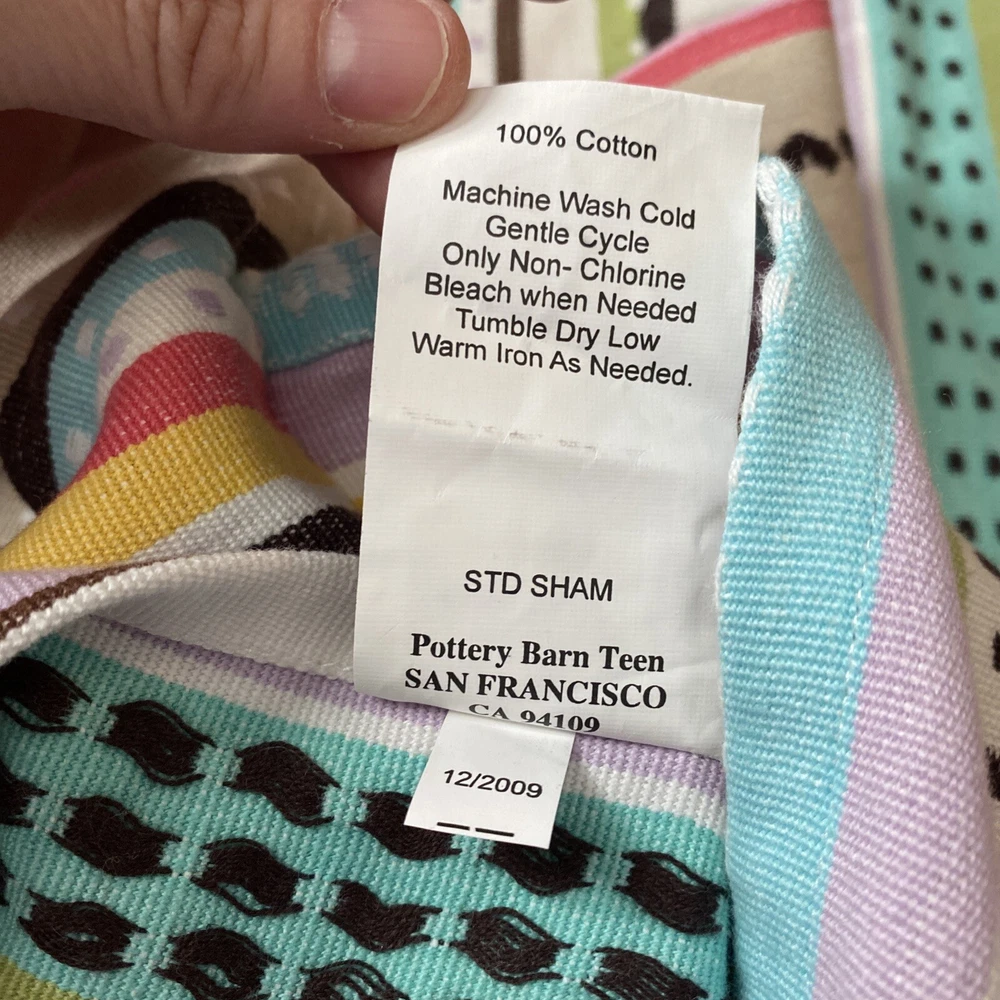 100% Cotton
Machine Wash Cold
Gentle Cycle
Only Non- Chlorine
Bleach when Needed
Tumble Dry Low
Warm Iron As Needed.
STD SHAM
Pottery Barn Teen
SAN FRANCISCO
CA 94109
12/2009